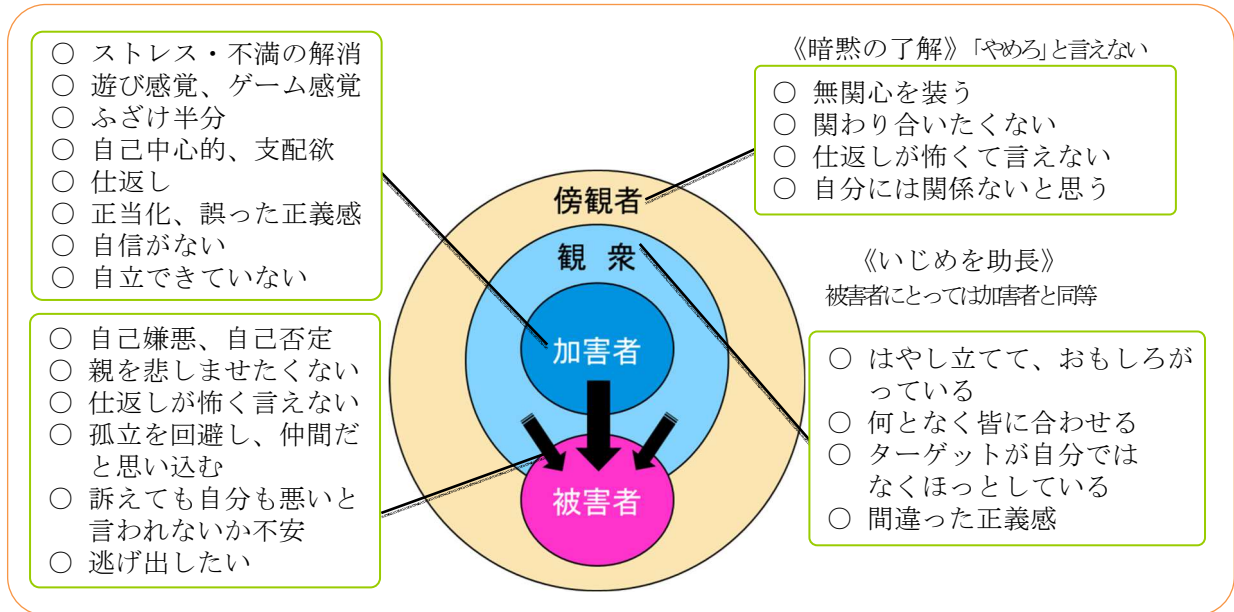 ○ ストレス・不満の解消
○ 遊び感覚、ゲーム感覚
○ ふざけ半分
○ 自己中心的、支配欲
○ 仕返し
○ 正当化、誤った正義感
○ 自信がない
○ 自立できていない
○ 自己嫌悪、自己否定
○ 親を悲しませたくない
○ 仕返しが怖く言えない
○ 孤立を回避し、仲間だ
と思い込む
○ 訴えても自分も悪いと
言われないか不安
○ 逃げ出したい
傍観者
観 衆
加害者
被害者
《暗黙の了解》「やめろ」と言えない
○ 無関心を装う
○ 関わり合いたくない
○ 仕返しが怖くて言えない
○ 自分には関係ないと思う
《いじめを助長》
被害者にとっては加害者と同等
○ はやし立てて、おもしろが
っている
○ 何となく皆に合わせる
○ ターゲットが自分では
なくほっとしている
○ 間違った正義感